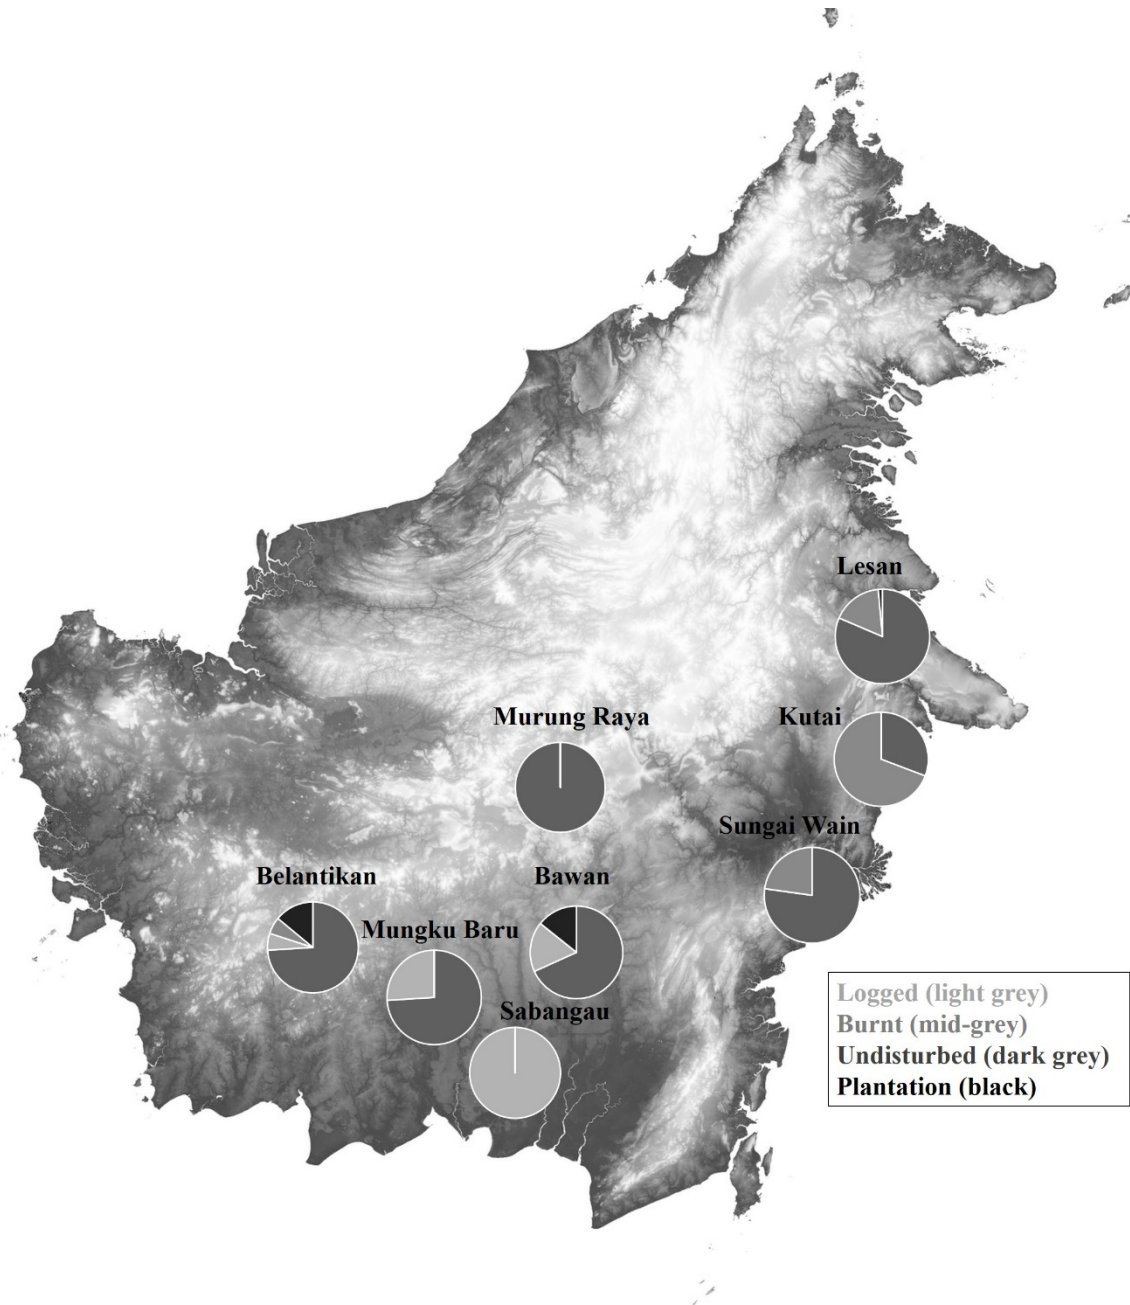 Lesan
Murung Raya
Kutai
Sungai Wain
Belantikan
Bawan
Mungku Baru
Sabangau
Logged (light grey)
Burnt (mid-grey)
Undisturbed (dark grey)
Plantation (black)